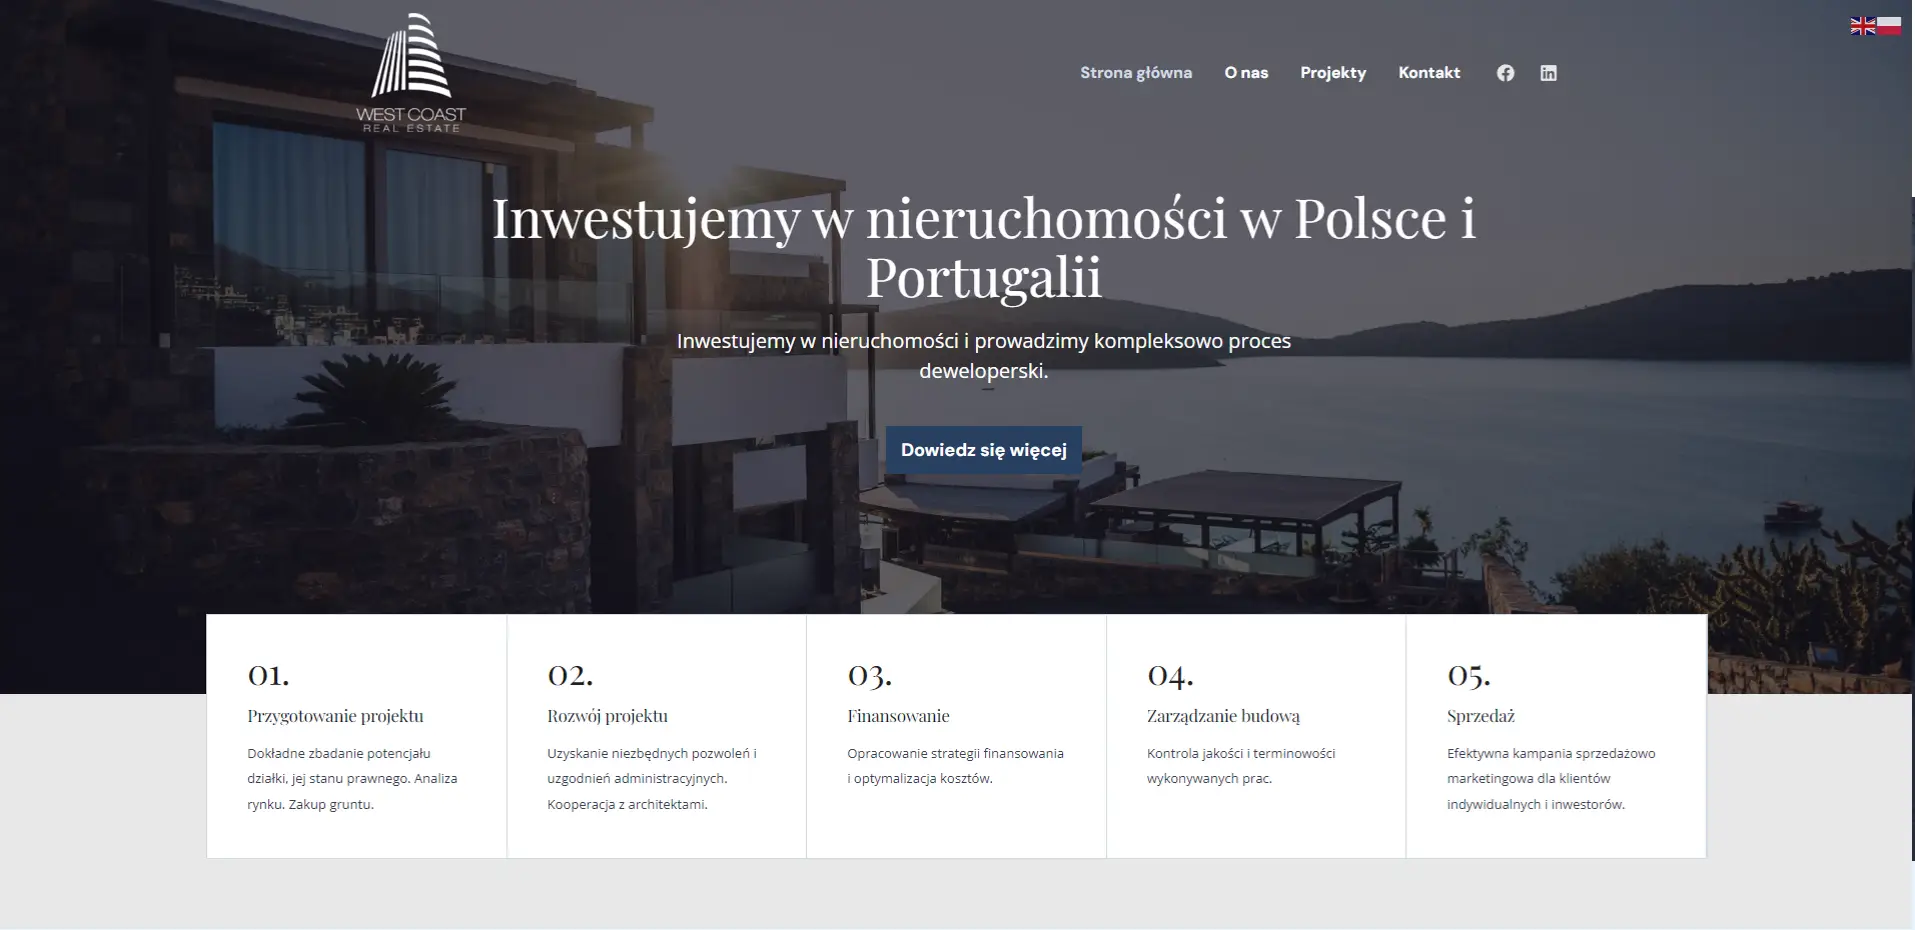 WEST COAST
REAL ESTATE
Strona główna
O nas
Projekty
Kontakt
Inwestujemy w nieruchomości w Polsce i
Portugalii
Inwestujemy w nieruchomości i prowadzimy kompleksowo proces
deweloperski.
Dowiedz się więcej
01.
Przygotowanie projektu
Dokładne zbadanie potencjału
działki, jej stanu prawnego. Analiza
rynku. Zakup gruntu.
02.
Rozwój projektu
Uzyskanie niezbędnych pozwoleń i
uzgodnień administracyjnych.
Kooperacja z architektami.
03.
Finansowanie
Opracowanie strategii finansowania
i optymalizacja kosztów.
04.
Zarządzanie budową
Kontrola jakości i terminowości
wykonywanych prac.
05.
Sprzedaż
Efektywna kampania sprzedażowo
marketingowa dla klientów
indywidualnych i inwestorów.